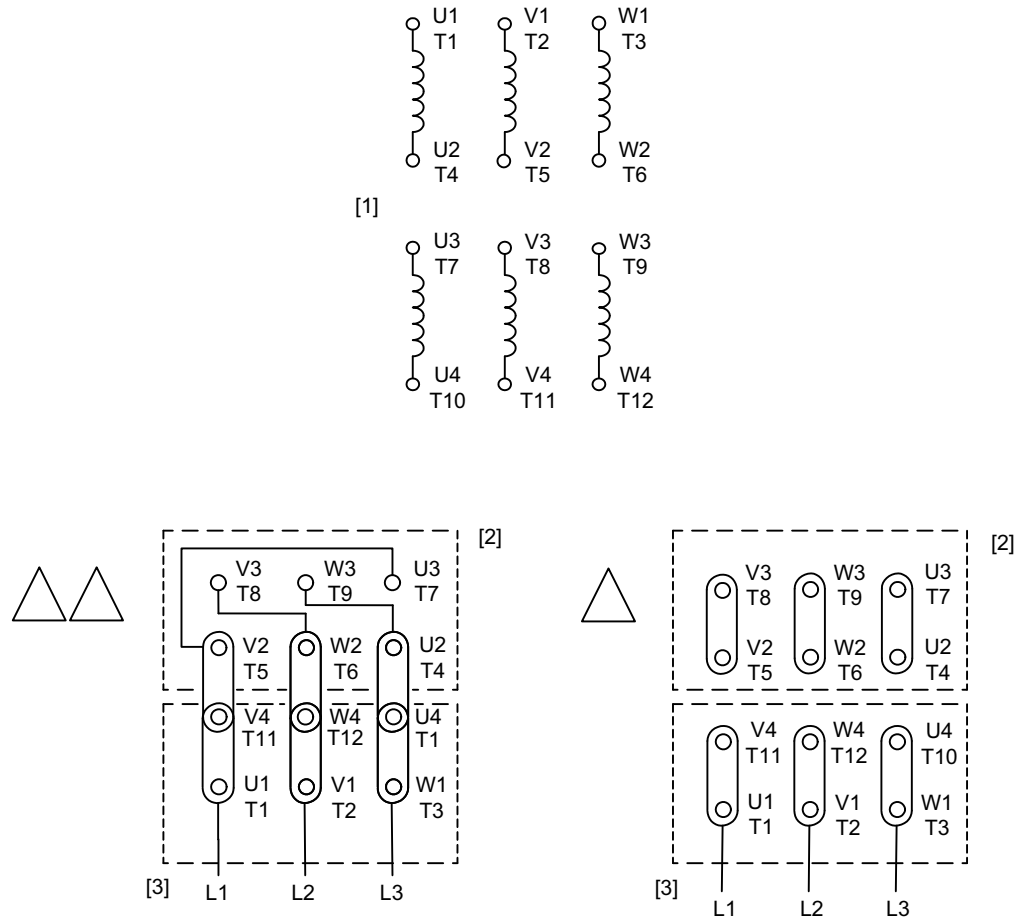 U1 V1 W1
T1 T2 T3
U2 V2 W2
T4 T5 T6
[1]
U3 V3 W3
T7 T8 T9
U4 V4 W4
T10 T11 T12
[2]
V3 W3 U3
T8 T9 T7
V2 W2 U2
T5 T6 T4
V4 W4 U4
T11 T12 T1
U1 V1 W1
T1 T2 T3
[3] L1 L2 L3
[2]
V3 W3 U3
T8 T9 T7
V2 W2 U2
T5 T6 T4
V4 W4 U4
T11 T12 T10
U1 V1 W1
T1 T2 T3
[3] L1 L2 L3